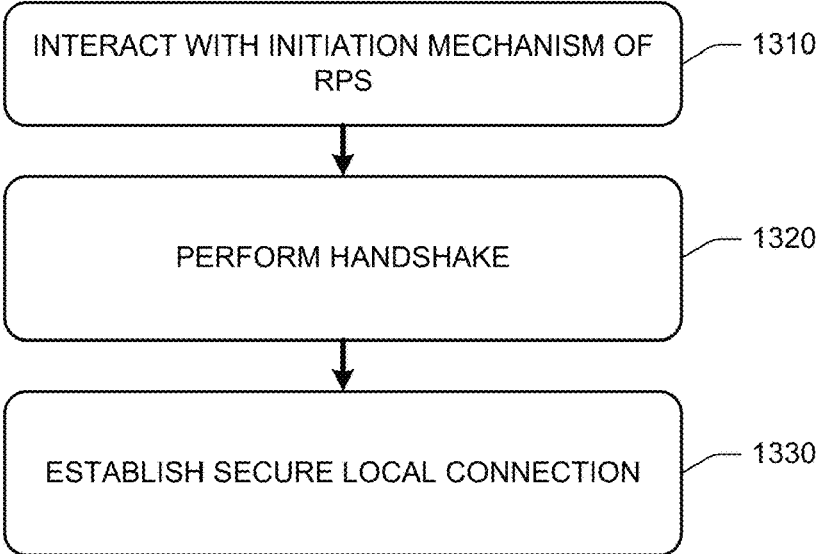 INTERACT WITH INITIATION MECHANISM OF
RPS
1310
PERFORM HANDSHAKE
1320
ESTABLISH SECURE LOCAL CONNECTION
1330